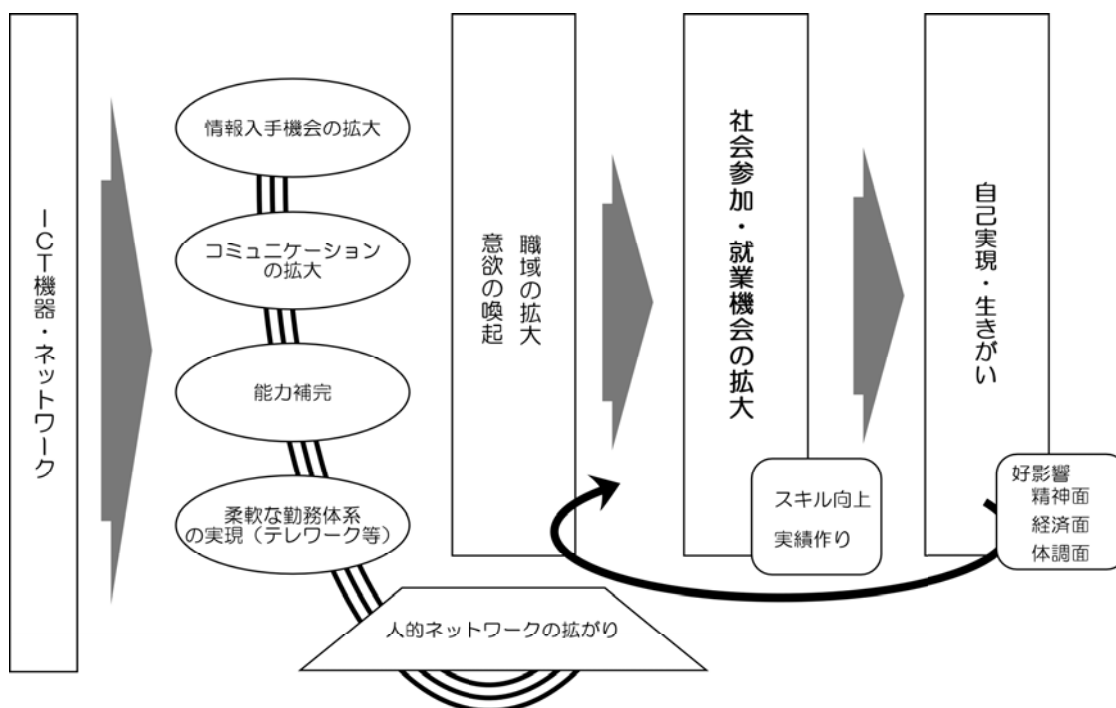 ICT機器・ネットワーク
情報入手機会の拡大
コミュニケーション
の拡大
能力補完
柔軟な勤務体系
の実現（テレワーク等）
人的ネットワークの拡がり
職域の拡大
意欲の喚起
社会参加・就業機会の拡大
スキル向上
実績作り
自己実現・生きがい
好影響
精神面
経済面
体調面